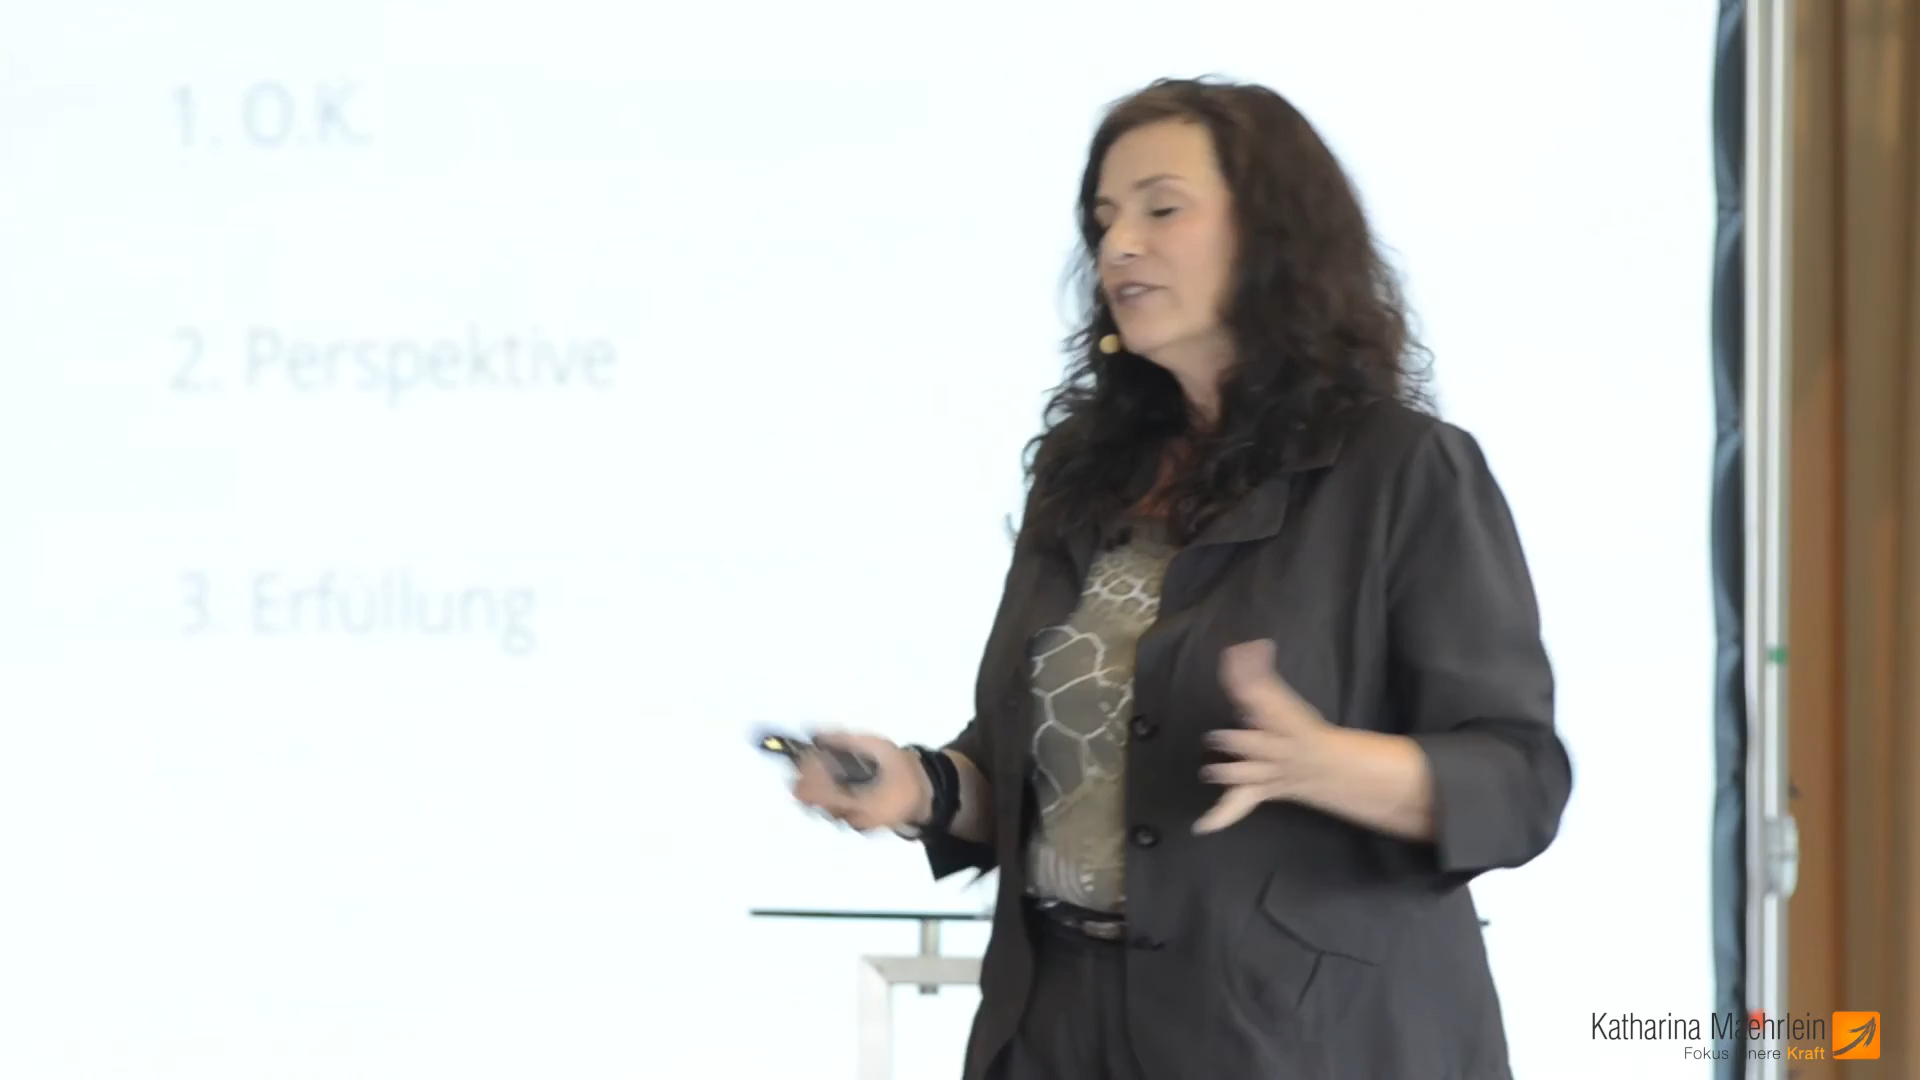 1. O.K.
2. Perspektive
3. Erfüllung
Katharina Maehrlein
Fokus Innere Kraft